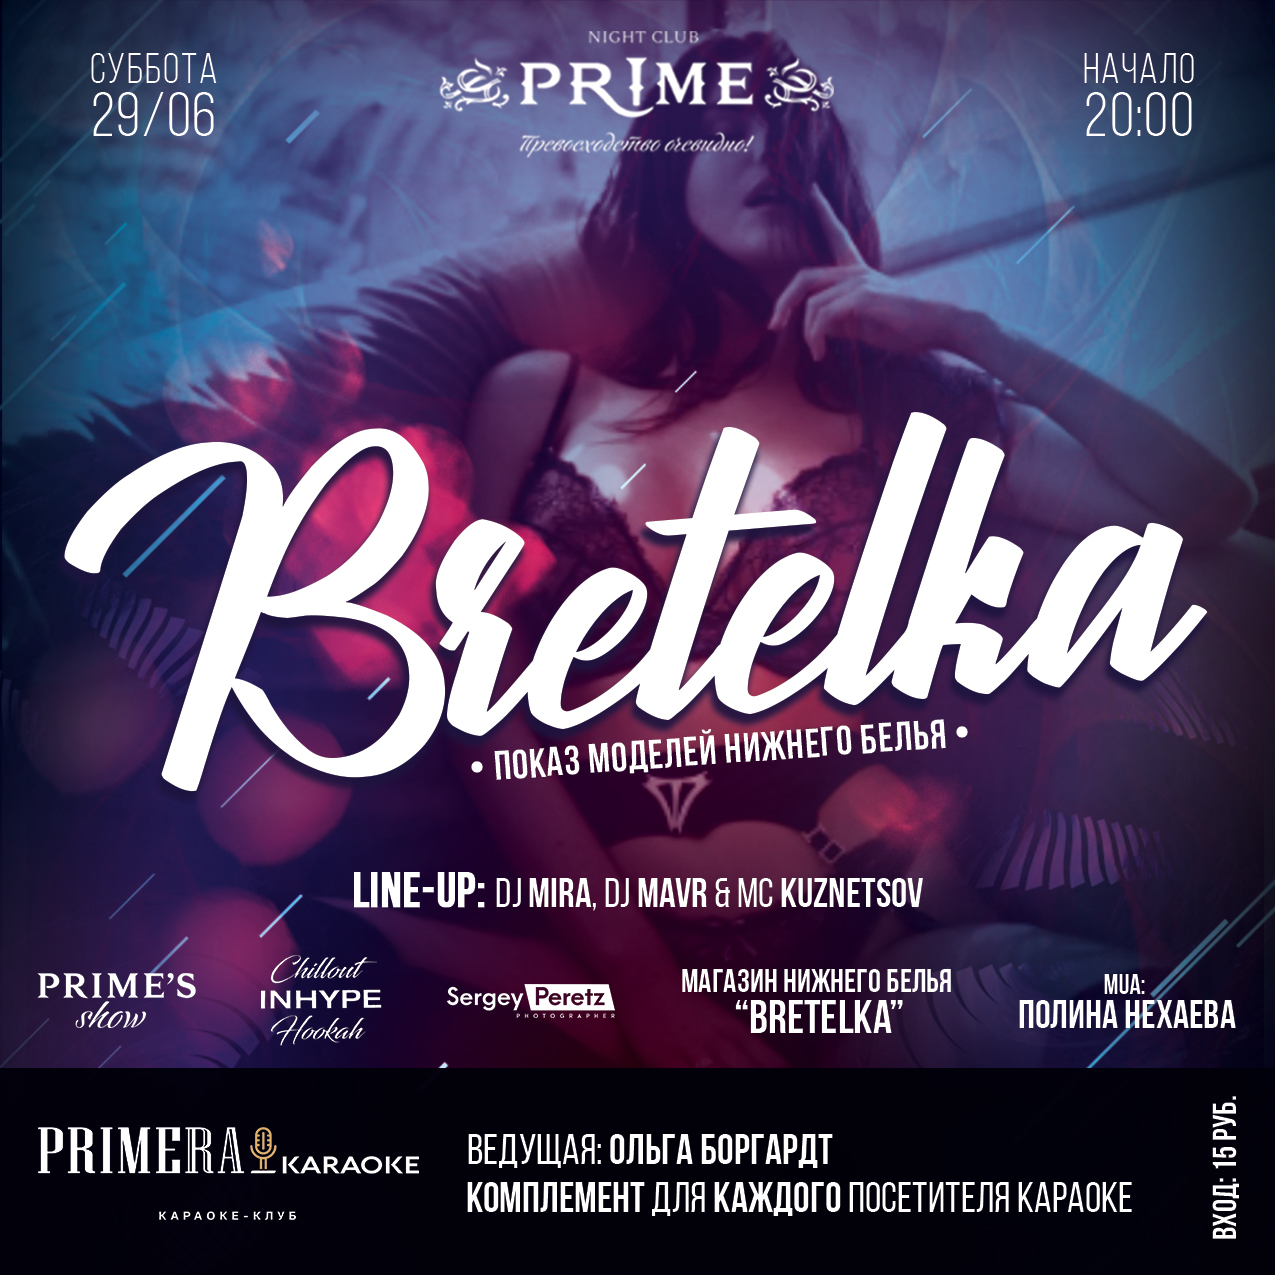 NIGHT CLUB
PRIME
Превосходство очевидно!
СУББОТА
29/06
НАЧАЛО
20:00
Bretelka
• ПОКАЗ МОДЕЛЕЙ НИЖНЕГО БЕЛЬЯ •
LINE-UP: DJ MIRA, DJ MAVR & MC KUZNETSOV
PRIME'S
show
Chillout
INHYPE
Hookah
Sergey Peretz
PHOTOGRAPHER
МАГАЗИН НИЖНЕГО БЕЛЬЯ
“BRETELKA”
MUA:
ПОЛИНА НЕХАЕВА
PRIMERA KARAOKE
КАРАОКЕ-КЛУБ
ВЕДУЩАЯ: ОЛЬГА БОРГАРДТ
КОМПЛЕМЕНТ ДЛЯ КАЖДОГО ПОСЕТИТЕЛЯ КАРАОКЕ
ВХОД: 15 РУБ.